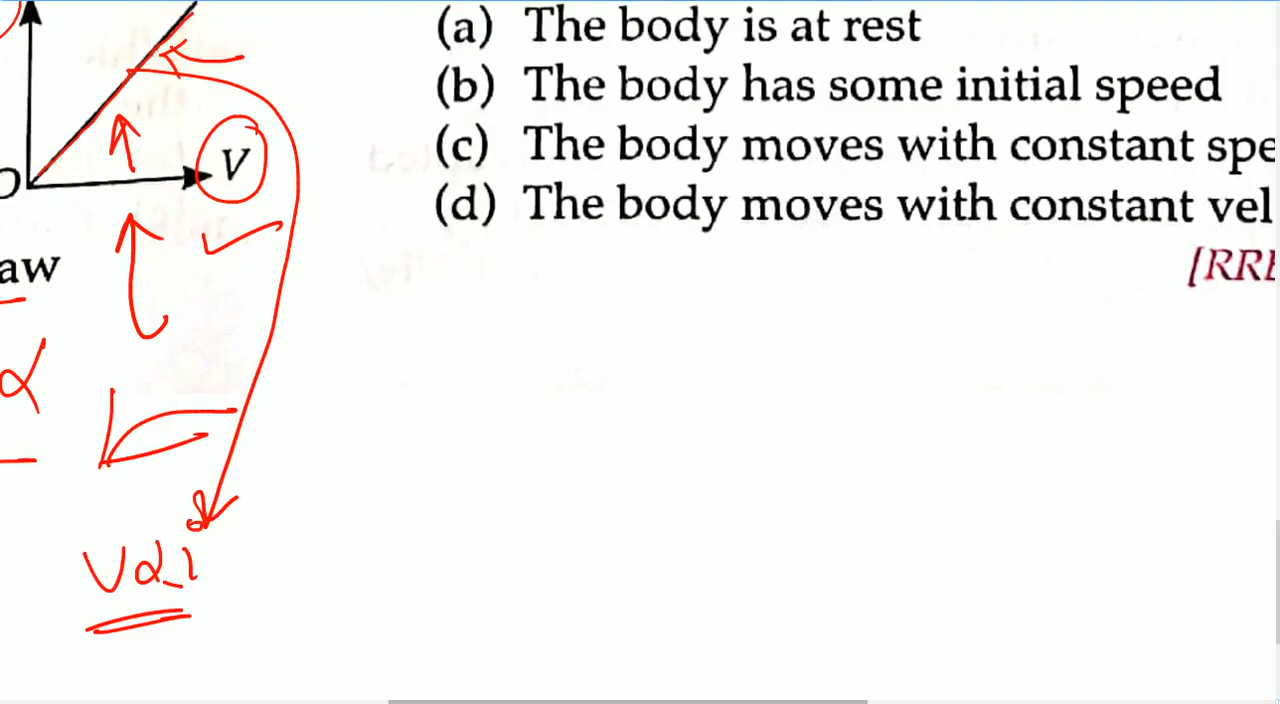 (a) The body is at rest
(b) The body has some initial speed
(c) The body moves with constant spe
(d) The body moves with constant vel
[RRB
O
V
aw
α
V α